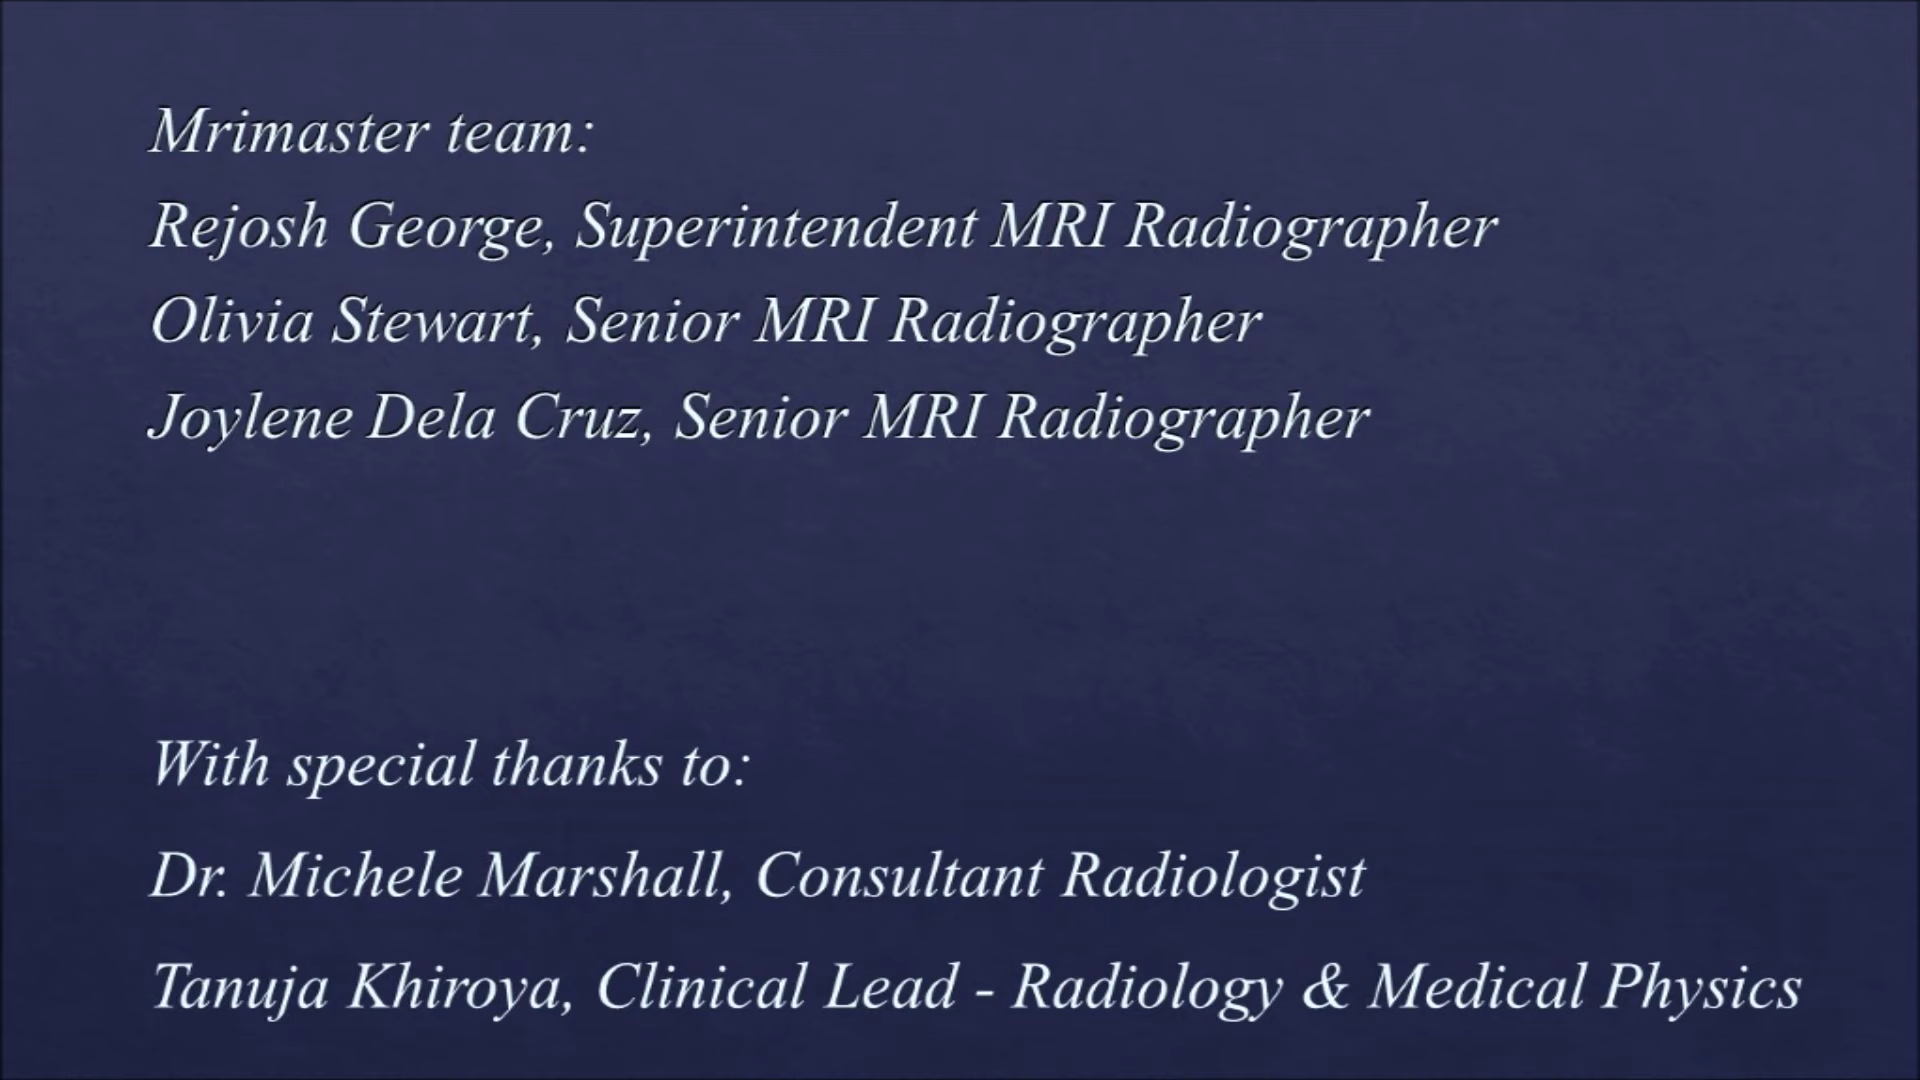 Mrimaster team:
Rejosh George, Superintendent MRI Radiographer
Olivia Stewart, Senior MRI Radiographer
Joylene Dela Cruz, Senior MRI Radiographer
With special thanks to:
Dr. Michele Marshall, Consultant Radiologist
Tanuja Khiroya, Clinical Lead - Radiology & Medical Physics